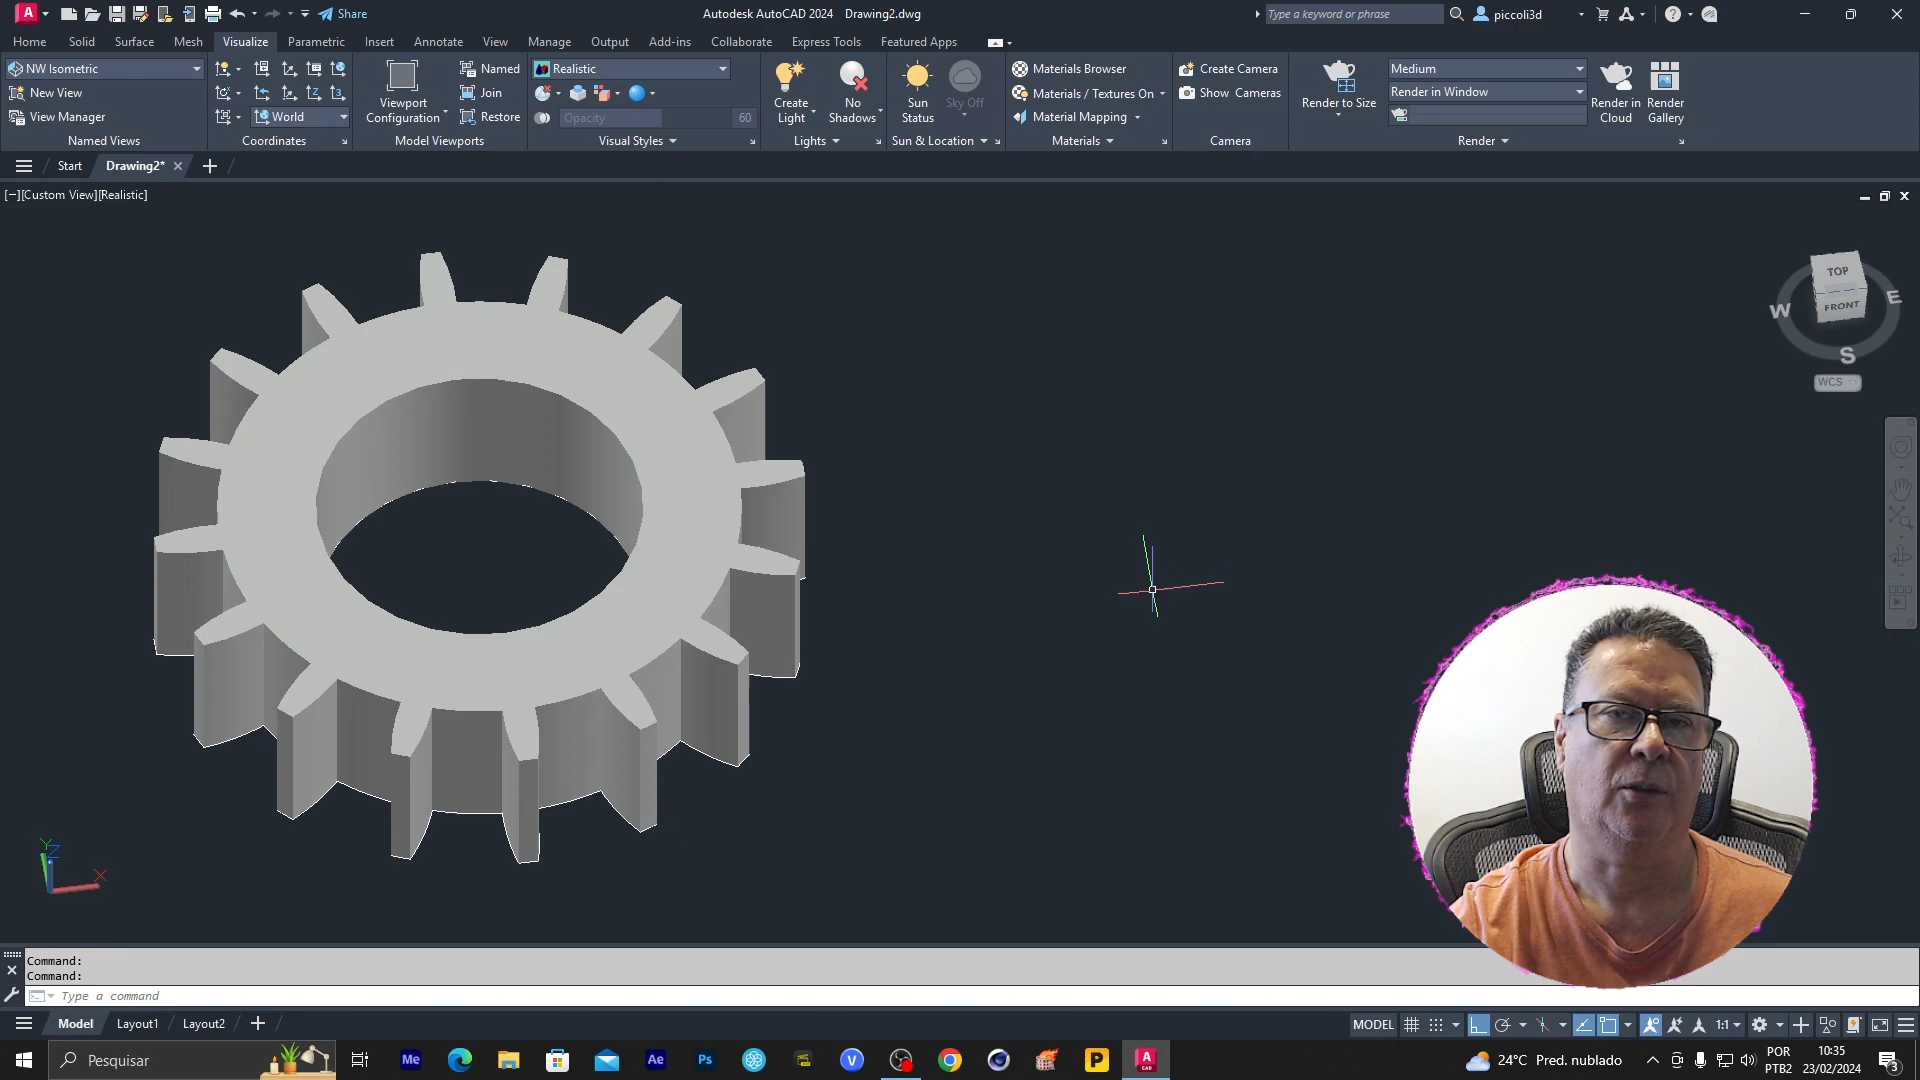 Share
Autodesk AutoCAD 2024 Drawing2.dwg
Type a keyword or phrase
piccoli3d
Home Solid Surface Mesh Visualize Parametric Insert Annotate View Manage Output Add-ins Collaborate Express Tools Featured Apps
NW Isometric
New View
View Manager
Named Views
World
Coordinates
Viewport
Configuration
Named
Join
Restore
Model Viewports
Realistic
Opacity 60
Visual Styles
Create
Light
No
Shadows
Lights
Sun
Status
Sky Off
Sun & Location
Materials Browser
Materials / Textures On
Material Mapping
Materials
Create Camera
Show Cameras
Camera
Render to Size
Medium
Render in Window
Render in
Cloud
Render
Gallery
Render
Start Drawing2*
[−][Custom View][Realistic]
TOP
FRONT
W
E
S
WCS
Y
Z
X
Command:
Command:
Type a command
Model Layout1 Layout2
MODEL
1:1
Pesquisar
Me
Ae
Ps
V
P
A
CAD
24°C Pred. nublado
POR
PTB2
10:35
23/02/2024
3